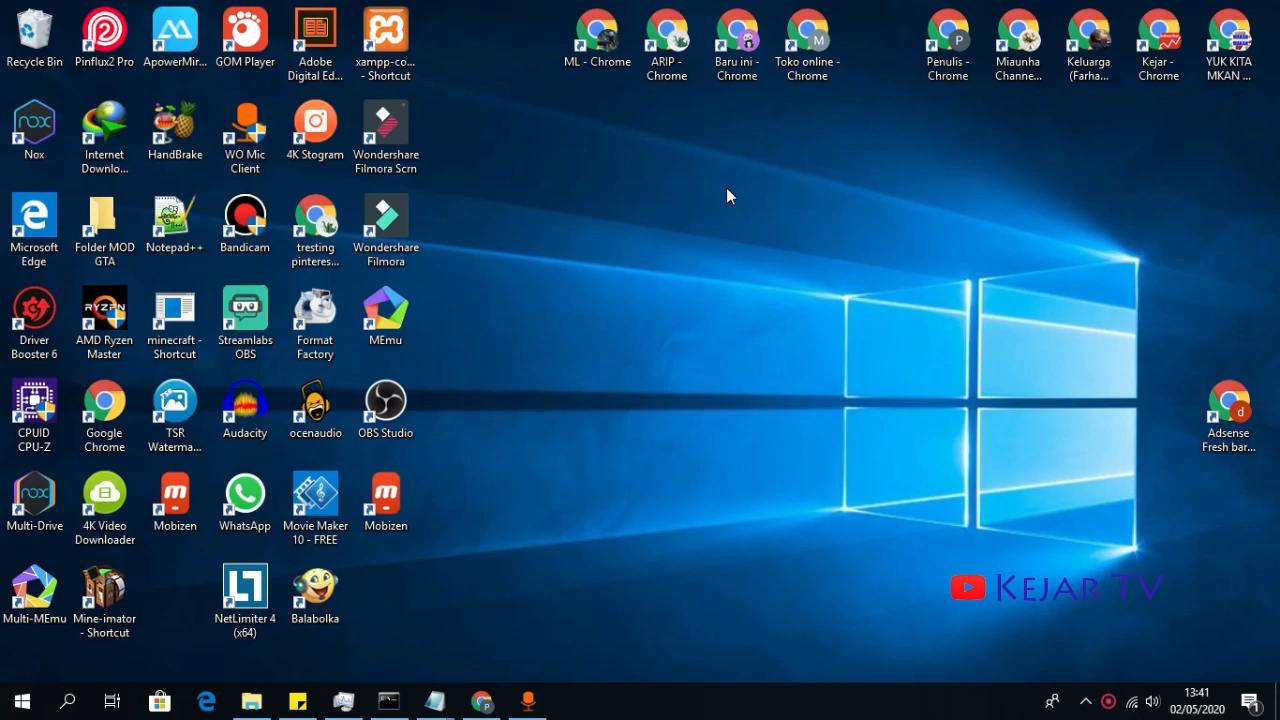 Recycle Bin
Pinflux2 Pro
ApowerMir...
GOM Player
Adobe
Digital Ed...
xampp-co...
- Shortcut
ML - Chrome
ARIP -
Chrome
Baru ini -
Chrome
Toko online -
Chrome
Penulis -
Chrome
Miaunha
Channe...
Keluarga
(Farha...
Kejar -
Chrome
YUK KITA
MKAN ...
Nox
Internet
Downlo...
HandBrake
WO Mic
Client
4K Stogram
Wondershare
Filmora Scrn
Microsoft
Edge
Folder MOD
GTA
Notepad++
Bandicam
tresting
pinteres...
Wondershare
Filmora
Driver
Booster 6
RYZEN
AMD Ryzen
Master
minecraft -
Shortcut
Streamlabs
OBS
Format
Factory
MEmu
CPUID
CPU-Z
Google
Chrome
TSR
Waterma...
Audacity
ocenaudio
OBS Studio
Adsense
Fresh bar...
Multi-Drive
4K Video
Downloader
Mobizen
WhatsApp
Movie Maker
10 - FREE
Mobizen
Multi-MEmu
Mine-imator
- Shortcut
NetLimiter 4
(x64)
Balabolka
KEJAR TV
13:41
02/05/2020
1